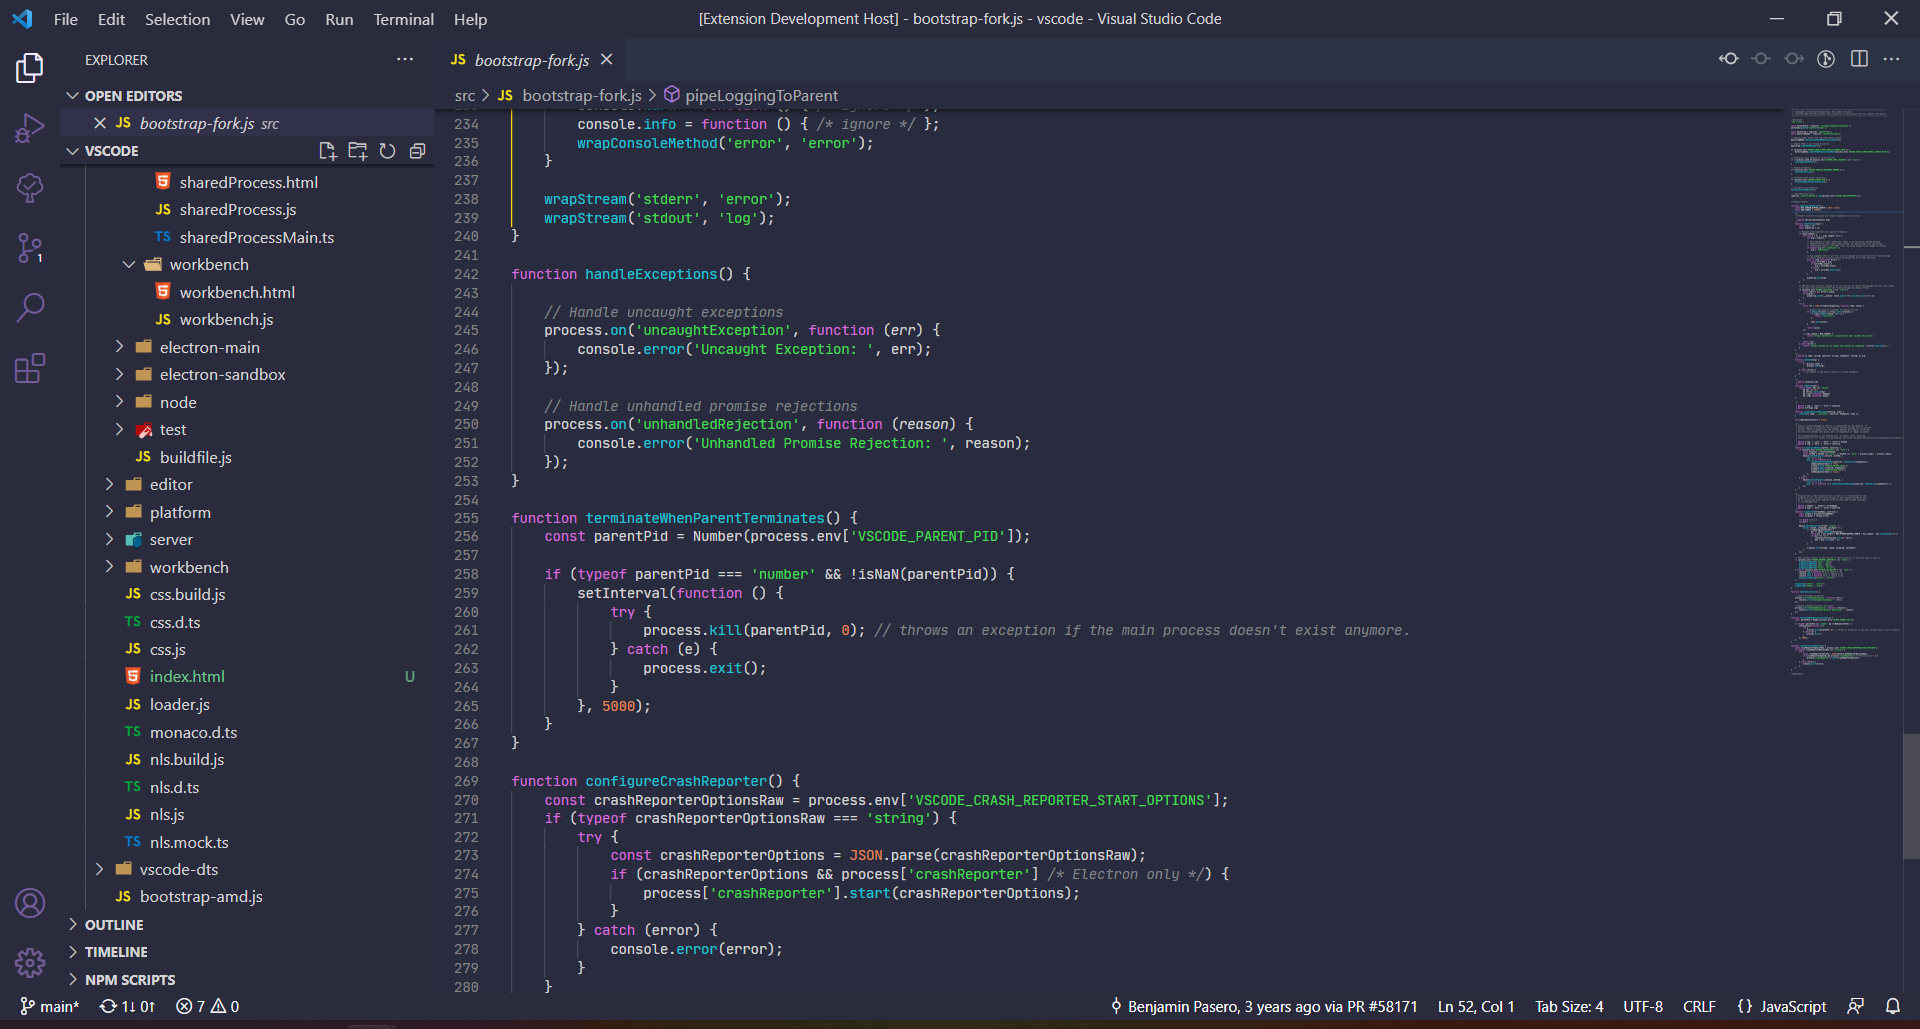 File Edit Selection View Go Run Terminal Help
[Extension Development Host] - bootstrap-fork.js - vscode - Visual Studio Code
EXPLORER
OPEN EDITORS
JS bootstrap-fork.js src
VSCODE
sharedProcess.html
JS sharedProcess.js
TS sharedProcessMain.ts
workbench
workbench.html
JS workbench.js
electron-main
electron-sandbox
node
test
JS buildfile.js
editor
platform
server
workbench
JS css.build.js
TS css.d.ts
JS css.js
index.html U
JS loader.js
TS monaco.d.ts
JS nls.build.js
TS nls.d.ts
JS nls.js
TS nls.mock.ts
vscode-dts
JS bootstrap-amd.js
OUTLINE
TIMELINE
NPM SCRIPTS
1
JS bootstrap-fork.js
src > JS bootstrap-fork.js > pipeLoggingToParent
234 console.info = function () { /* ignore */ };
235 wrapConsoleMethod('error', 'error');
236 }
237
238 wrapStream('stderr', 'error');
239 wrapStream('stdout', 'log');
240 }
241
242 function handleExceptions() {
243
244 // Handle uncaught exceptions
245 process.on('uncaughtException', function (err) {
246 console.error('Uncaught Exception: ', err);
247 });
248
249 // Handle unhandled promise rejections
250 process.on('unhandledRejection', function (reason) {
251 console.error('Unhandled Promise Rejection: ', reason);
252 });
253 }
254
255 function terminateWhenParentTerminates() {
256 const parentPid = Number(process.env['VSCODE_PARENT_PID']);
257
258 if (typeof parentPid === 'number' && !isNaN(parentPid)) {
259 setInterval(function () {
260 try {
261 process.kill(parentPid, 0); // throws an exception if the main process doesn't exist anymore.
262 } catch (e) {
263 process.exit();
264 }
265 }, 5000);
266 }
267 }
268
269 function configureCrashReporter() {
270 const crashReporterOptionsRaw = process.env['VSCODE_CRASH_REPORTER_START_OPTIONS'];
271 if (typeof crashReporterOptionsRaw === 'string') {
272 try {
273 const crashReporterOptions = JSON.parse(crashReporterOptionsRaw);
274 if (crashReporterOptions && process['crashReporter'] /* Electron only */) {
275 process['crashReporter'].start(crashReporterOptions);
276 }
277 } catch (error) {
278 console.error(error);
279 }
280 }
main* 1↓ 0↑ 7 0
Benjamin Pasero, 3 years ago via PR #58171 Ln 52, Col 1 Tab Size: 4 UTF-8 CRLF {} JavaScript